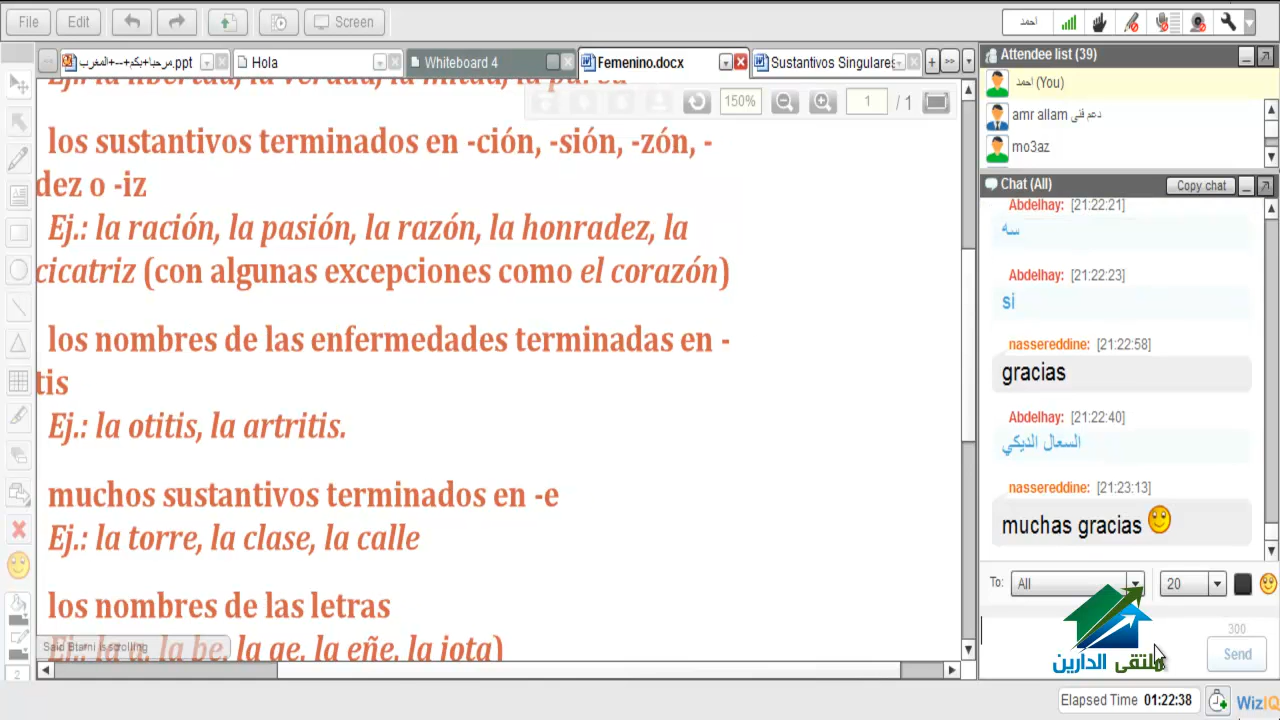 File
Edit
Screen
احمد
مرحبا+بكم+--+المغرب.ppt
Hola
Whiteboard 4
Femenino.docx
Sustantivos Singulares
150%
1
/ 1
los sustantivos terminados en -ción, -sión, -zón, -
dez o -iz
Ej.: la ración, la pasión, la razón, la honradez, la
cicatriz (con algunas excepciones como el corazón)
los nombres de las enfermedades terminadas en -
tis
Ej.: la otitis, la artritis.
muchos sustantivos terminados en -e
Ej.: la torre, la clase, la calle
los nombres de las letras
Ej.: la a, la be, la ge, la eñe, la jota)
is scrolling
2
Attendee list (39)
احمد (You)
amr allam دعم فنى
mo3az
Chat (All)
Copy chat
Abdelhay: [21:22:21]
Abdelhay: [21:22:23]
si
nassereddine: [21:22:58]
gracias
Abdelhay: [21:22:40]
السعال الديكي
nassereddine: [21:23:13]
muchas gracias
To:
All
20
300
Send
ملتقى الدارين
Elapsed Time 01:22:38
WizIQ